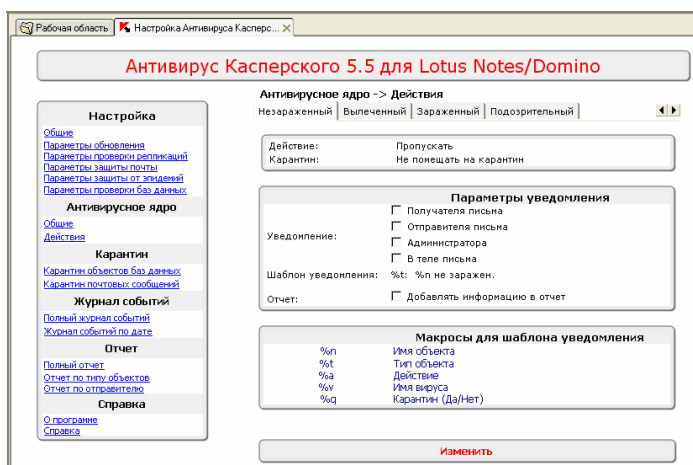 Рабочая область
Настройка Антивируса Касперс...
Антивирус Касперского 5.5 для Lotus Notes/Domino
Настройка
Общие
Параметры обновления
Параметры проверки репликаций
Параметры защиты почты
Параметры защиты от эпидемий
Параметры проверки баз данных
Антивирусное ядро
Общие
Действия
Карантин
Карантин объектов баз данных
Карантин почтовых сообщений
Журнал событий
Полный журнал событий
Журнал событий по дате
Отчет
Полный отчет
Отчет по типу объектов
Отчет по отправителю
Справка
О программе
Справка
Антивирусное ядро -> Действия
Незараженный Вылеченный Зараженный Подозрительный
Действие: Пропускать
Карантин: Не помещать на карантин
Параметры уведомления
Уведомление:
Получателя письма
Отправителя письма
Администратора
В теле письма
Шаблон уведомления: %t: %n не заражен.
Отчет: Добавлять информацию в отчет
Макросы для шаблона уведомления
%n Имя объекта
%t Тип объекта
%a Действие
%v Имя вируса
%q Карантин (Да/Нет)
Изменить